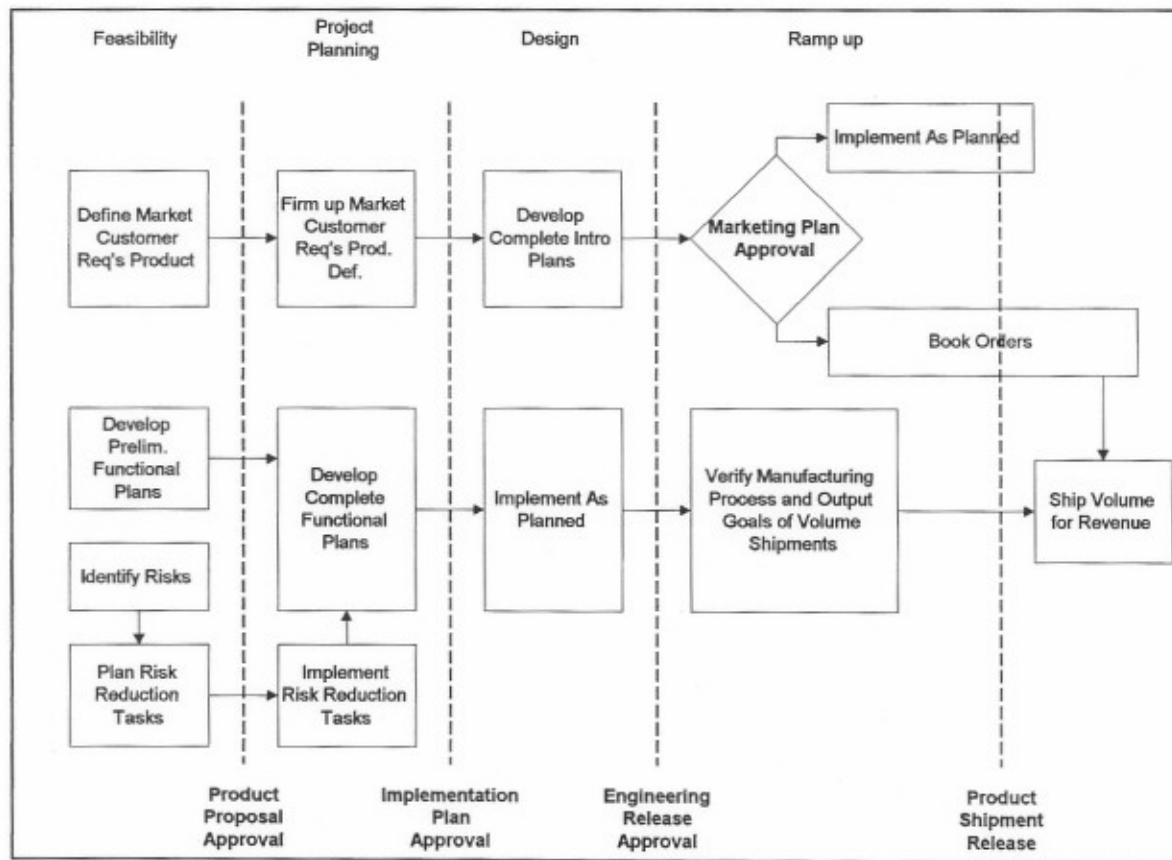 Feasibility
Project
Planning
Design
Ramp up
Implement As Planned
Define Market
Customer
Req's Product
Firm up Market
Customer
Req's Prod.
Def.
Develop
Complete Intro
Plans
Marketing Plan
Approval
Book Orders
Develop
Prelim.
Functional
Plans
Develop
Complete
Functional
Plans
Implement As
Planned
Verify Manufacturing
Process and Output
Goals of Volume
Shipments
Ship Volume
for Revenue
Identify Risks
Plan Risk
Reduction
Tasks
Implement
Risk Reduction
Tasks
Product
Proposal
Approval
Implementation
Plan
Approval
Engineering
Release
Approval
Product
Shipment
Release